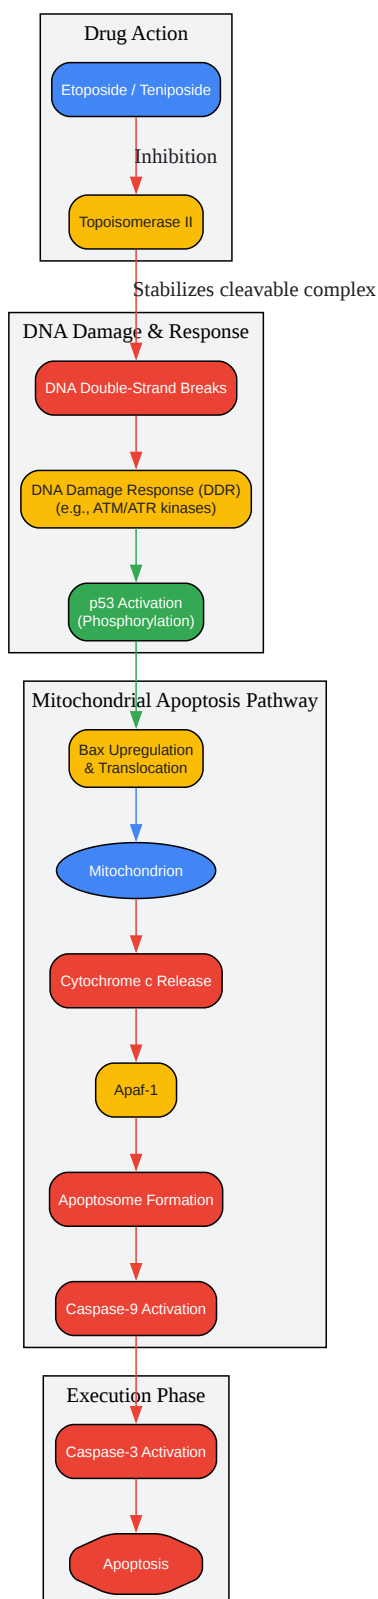 Drug Action
Etoposide / Teniposide
Inhibition
Topoisomerase II
Stabilizes cleavable complex
DNA Damage & Response
DNA Double-Strand Breaks
DNA Damage Response (DDR)
(e.g., ATM/ATR kinases)
p53 Activation
(Phosphorylation)
Mitochondrial Apoptosis Pathway
Bax Upregulation
& Translocation
Mitochondrion
Cytochrome c Release
Apaf-1
Apoptosome Formation
Caspase-9 Activation
Execution Phase
Caspase-3 Activation
Apoptosis